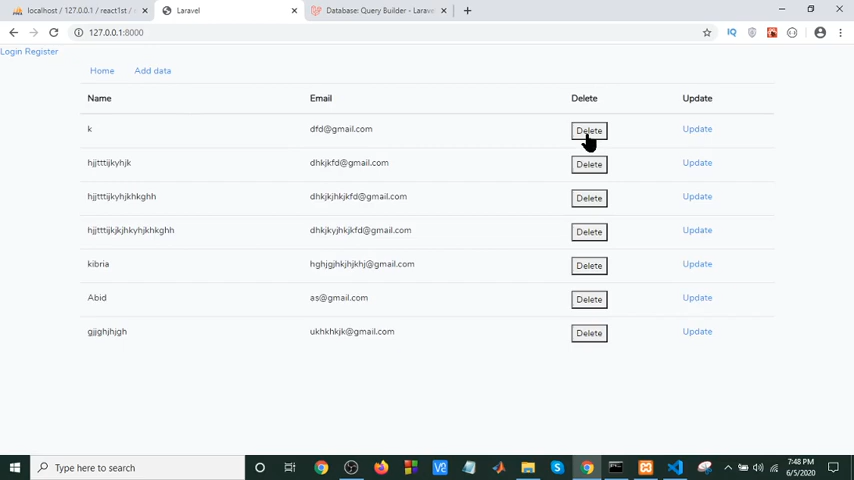 localhost / 127.0.0.1 / react1st /
Laravel
Database: Query Builder - Larave
127.0.0.1:8000
IQ
Login Register
Home Add data
Name Email Delete Update
k dfd@gmail.com Delete Update
hjjtttijkyhjk dhkjkfd@gmail.com Delete Update
hjjtttijkyhjkhkghh dhkjkjhkjkfd@gmail.com Delete Update
hjjtttijkjkjhkyhjkhkghh dhkjkyjhkjkfd@gmail.com Delete Update
kibria hghjgjhkjhjkhj@gmail.com Delete Update
Abid as@gmail.com Delete Update
gjjghjhjgh ukhkhkjk@gmail.com Delete Update
Type here to search
7:48 PM
6/5/2020